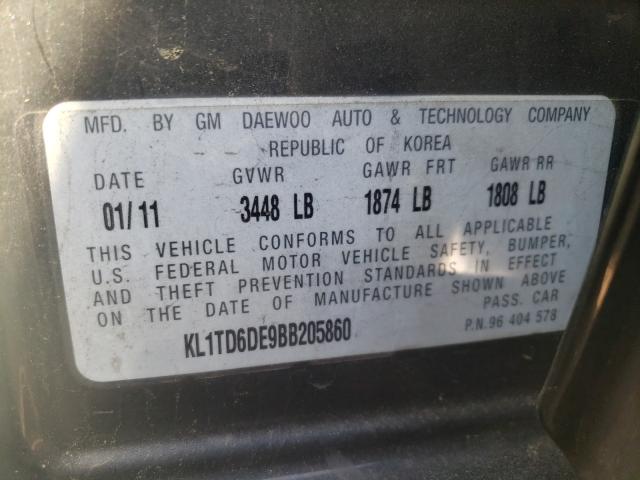 MFD. BY GM DAEWOO AUTO & TECHNOLOGY COMPANY
REPUBLIC OF KOREA
DATE GVWR GAWR FRT GAWR RR
01/11 3448 LB 1874 LB 1808 LB
THIS VEHICLE CONFORMS TO ALL APPLICABLE
U.S. FEDERAL MOTOR VEHICLE SAFETY, BUMPER,
AND THEFT PREVENTION STANDARDS IN EFFECT
ON THE DATE OF MANUFACTURE SHOWN ABOVE
PASS. CAR
KL1TD6DE9BB205860
P.N.96 404 578